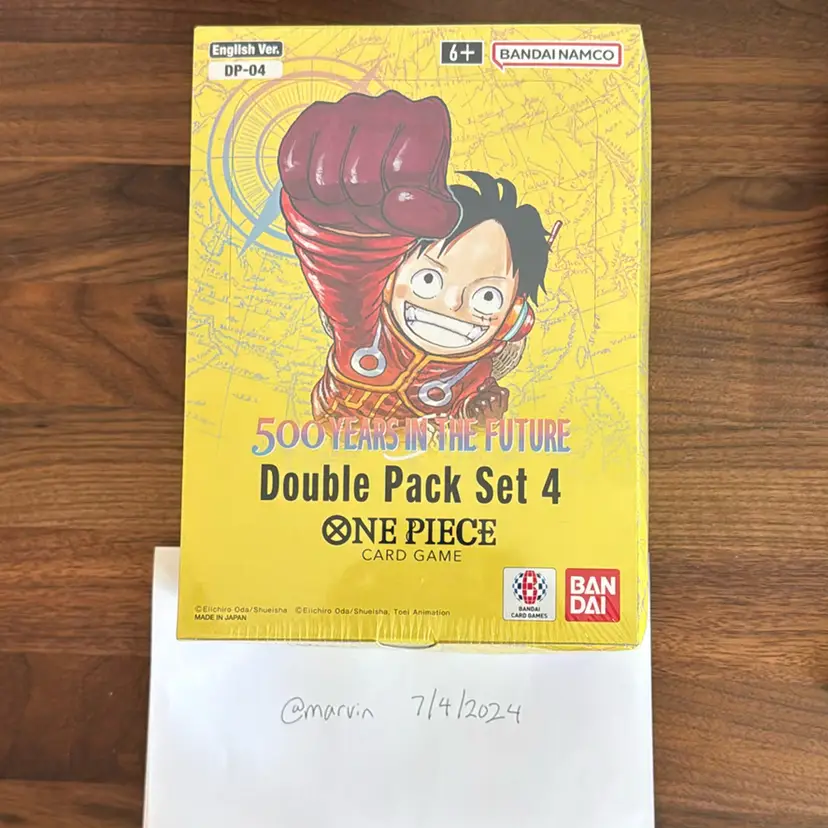 English Ver.
DP-04
6+
BANDAI NAMCO
500 YEARS IN THE FUTURE
Double Pack Set 4
ONE PIECE
CARD GAME
B
BANDAI
CARD GAMES
BAN
DAI
©Eiichiro Oda/Shueisha ©Eiichiro Oda/Shueisha, Toei Animation
MADE IN JAPAN
@marvin 7/4/2024